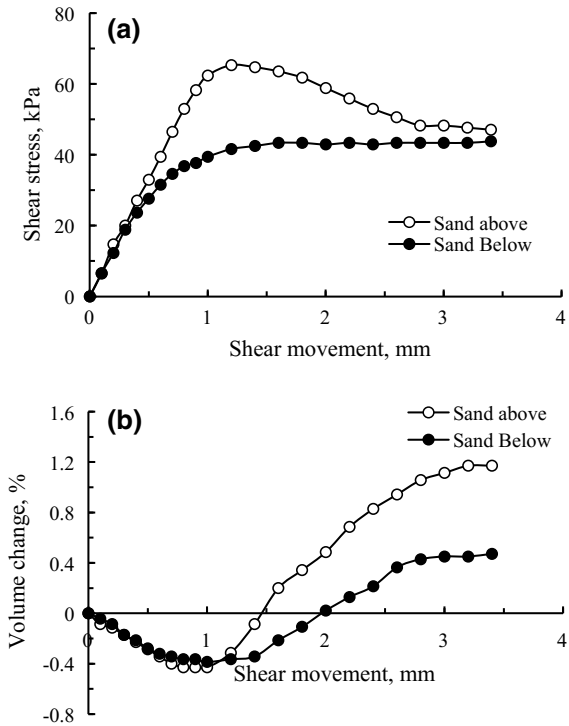 (a)
80
60
40
20
0
Shear stress, kPa
Sand above
Sand Below
0 1 2 3 4
Shear movement, mm
(b)
Sand above
Sand Below
1.6
1.2
0.8
0.4
0
-0.4
-0.8
Volume change, %
0 1 2 3 4
Shear movement, mm